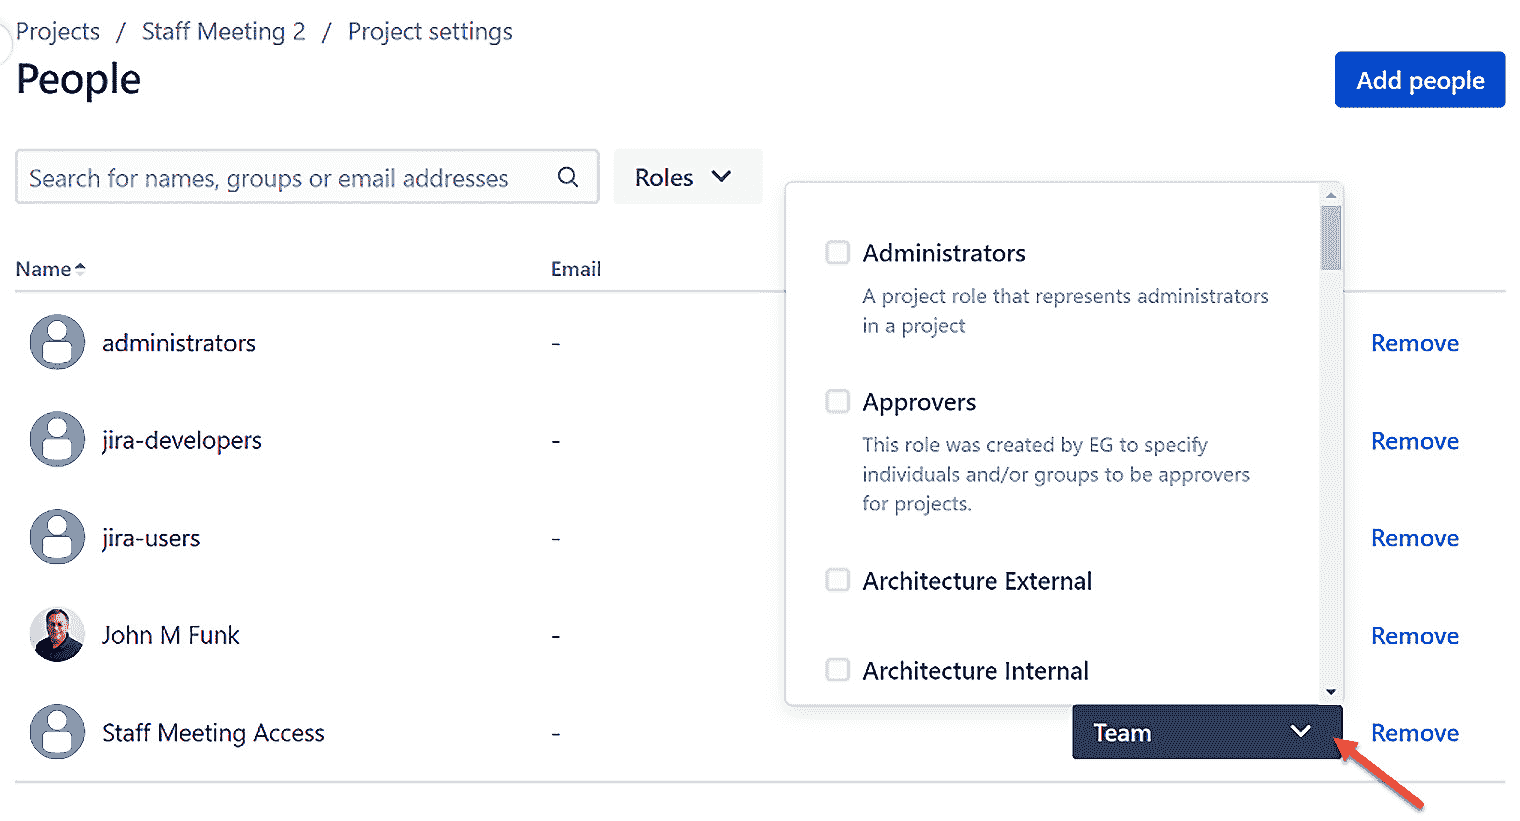 Projects / Staff Meeting 2 / Project settings
People
Add people
Search for names, groups or email addresses
Roles
Name
Email
administrators
-
Remove
jira-developers
-
Remove
jira-users
-
Remove
John M Funk
-
Remove
Staff Meeting Access
-
Team
Remove
Administrators
A project role that represents administrators
in a project
Approvers
This role was created by EG to specify
individuals and/or groups to be approvers
for projects.
Architecture External
Architecture Internal